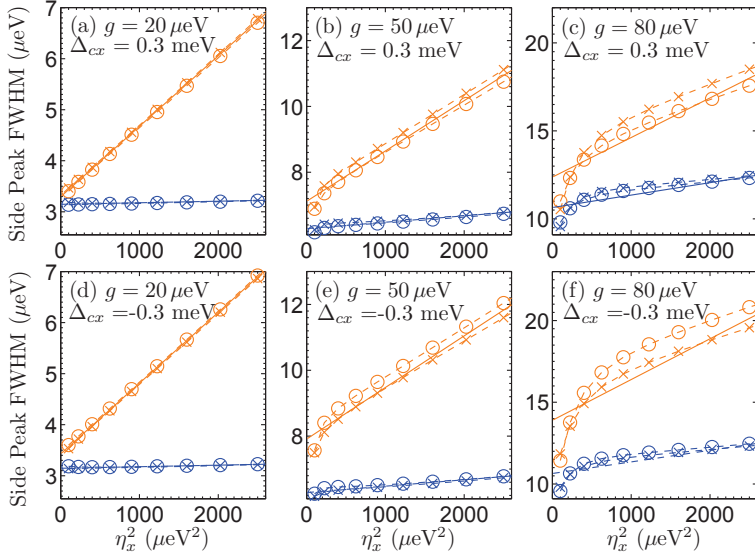 (a) g = 20 μeV
Δcx = 0.3 meV
(b) g = 50 μeV
Δcx = 0.3 meV
(c) g = 80 μeV
Δcx = 0.3 meV
Side Peak FWHM (μeV)
7
6
5
4
3
12
10
8
20
15
10
0 1000 2000
0 1000 2000
0 1000 2000
(d) g = 20 μeV
Δcx =-0.3 meV
(e) g = 50 μeV
Δcx =-0.3 meV
(f) g = 80 μeV
Δcx =-0.3 meV
Side Peak FWHM (μeV)
7
6
5
4
3
12
10
8
20
15
10
0 1000 2000
0 1000 2000
0 1000 2000
ηx² (μeV²)
ηx² (μeV²)
ηx² (μeV²)